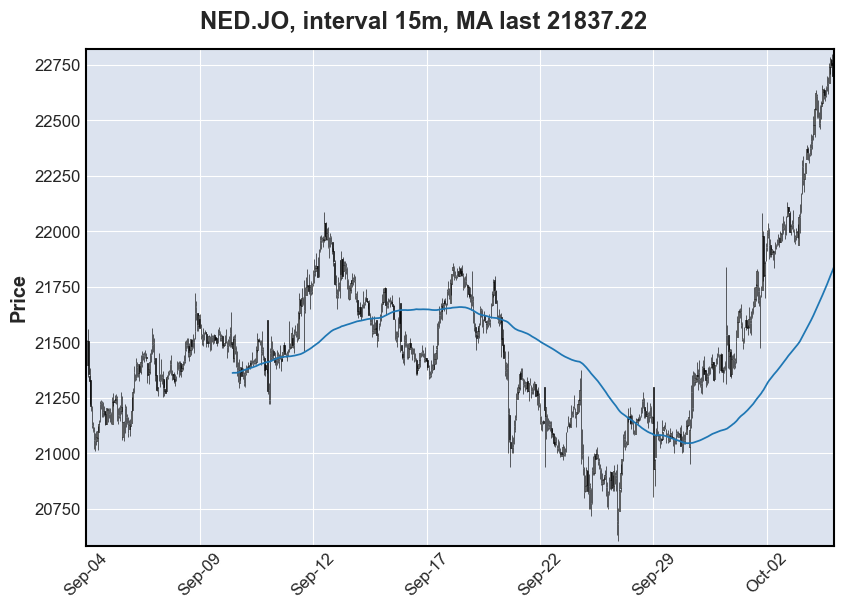 NED.JO, interval 15m, MA last 21837.22
Price
22750
22500
22250
22000
21750
21500
21250
21000
20750
Sep-04
Sep-09
Sep-12
Sep-17
Sep-22
Sep-29
Oct-02